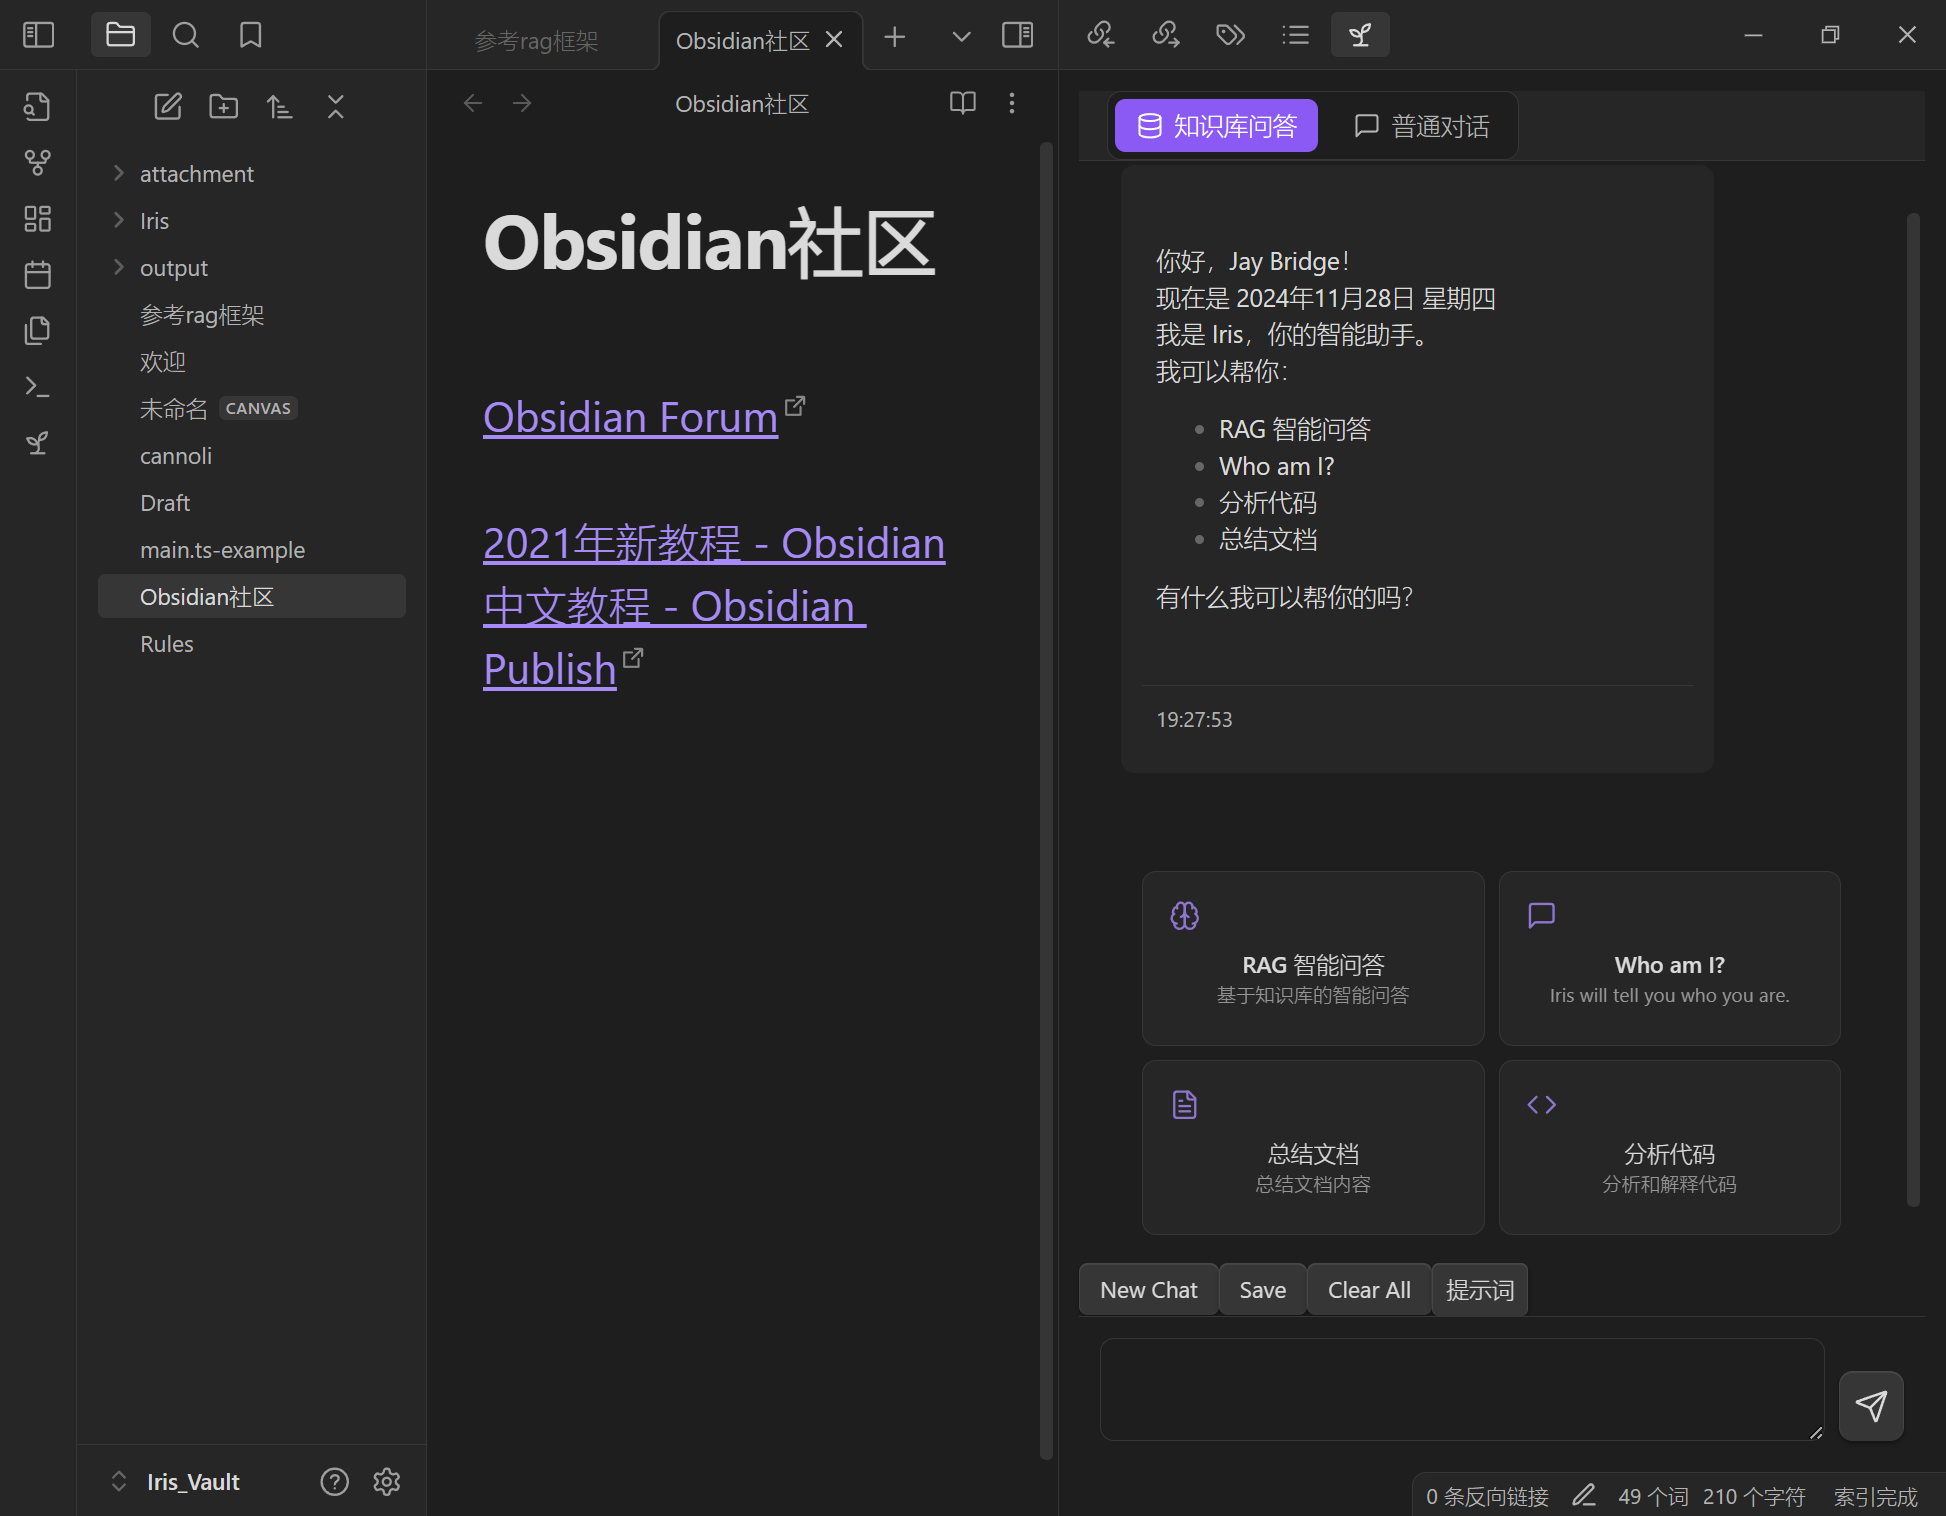 参考rag框架
Obsidian社区
attachment
Iris
output
参考rag框架
欢迎
未命名 CANVAS
cannoli
Draft
main.ts-example
Obsidian社区
Rules
Iris_Vault
Obsidian社区
Obsidian社区
Obsidian Forum
2021年新教程 - Obsidian
中文教程 - Obsidian
Publish
知识库问答
普通对话
你好，Jay Bridge！
现在是 2024年11月28日 星期四
我是 Iris，你的智能助手。
我可以帮你：
RAG 智能问答
Who am I?
分析代码
总结文档
有什么我可以帮你的吗？
19:27:53
RAG 智能问答
基于知识库的智能问答
Who am I?
Iris will tell you who you are.
总结文档
总结文档内容
分析代码
分析和解释代码
New Chat
Save
Clear All
提示词
0 条反向链接
49 个词
210 个字符
索引完成